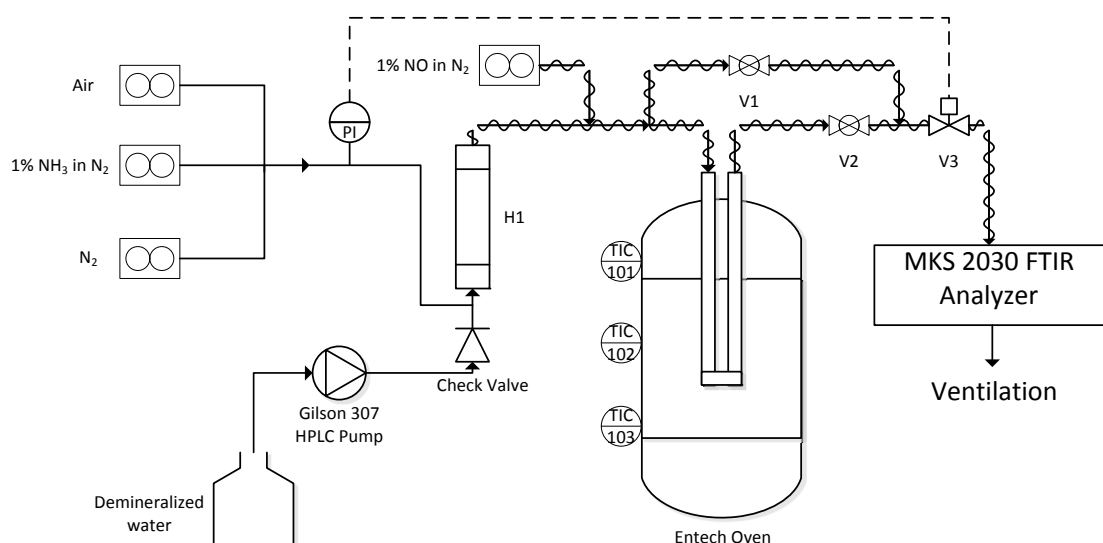 Air
1% NH₃ in N₂
N₂
PI
1% NO in N₂
V1
V2
V3
H1
TIC
101
TIC
102
TIC
103
MKS 2030 FTIR
Analyzer
Ventilation
Check Valve
Gilson 307
HPLC Pump
Demineralized
water
Entech Oven